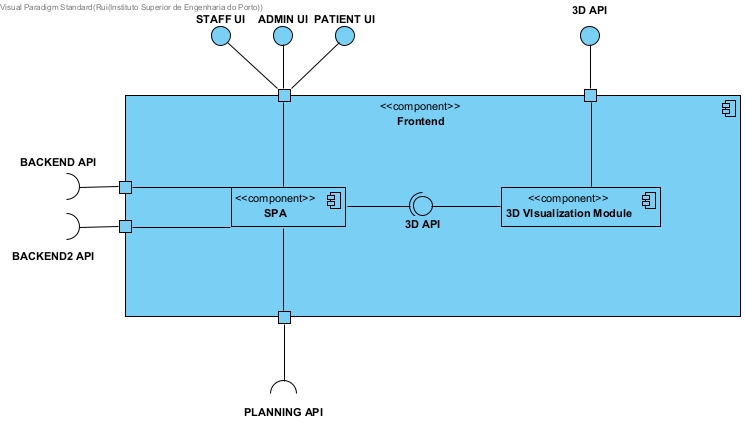 Visual Paradigm Standard(Rui(Instituto Superior de Engenharia do Porto))
STAFF UI
ADMIN UI
PATIENT UI
3D API
<<component>>
Frontend
BACKEND API
BACKEND2 API
<<component>>
SPA
3D API
<<component>>
3D VIsualization Module
PLANNING API